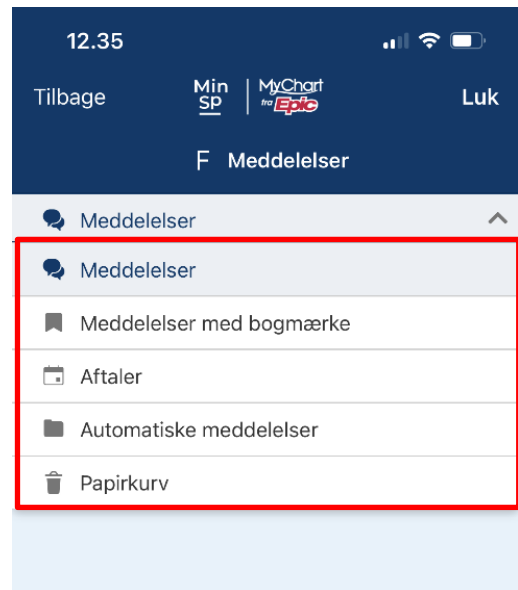 12.35
Tilbage
Min SP | MyChart fra Epic
Luk
F Meddelelser
Meddelelser
Meddelelser
Meddelelser med bogmærke
Aftaler
Automatiske meddelelser
Papirkurv